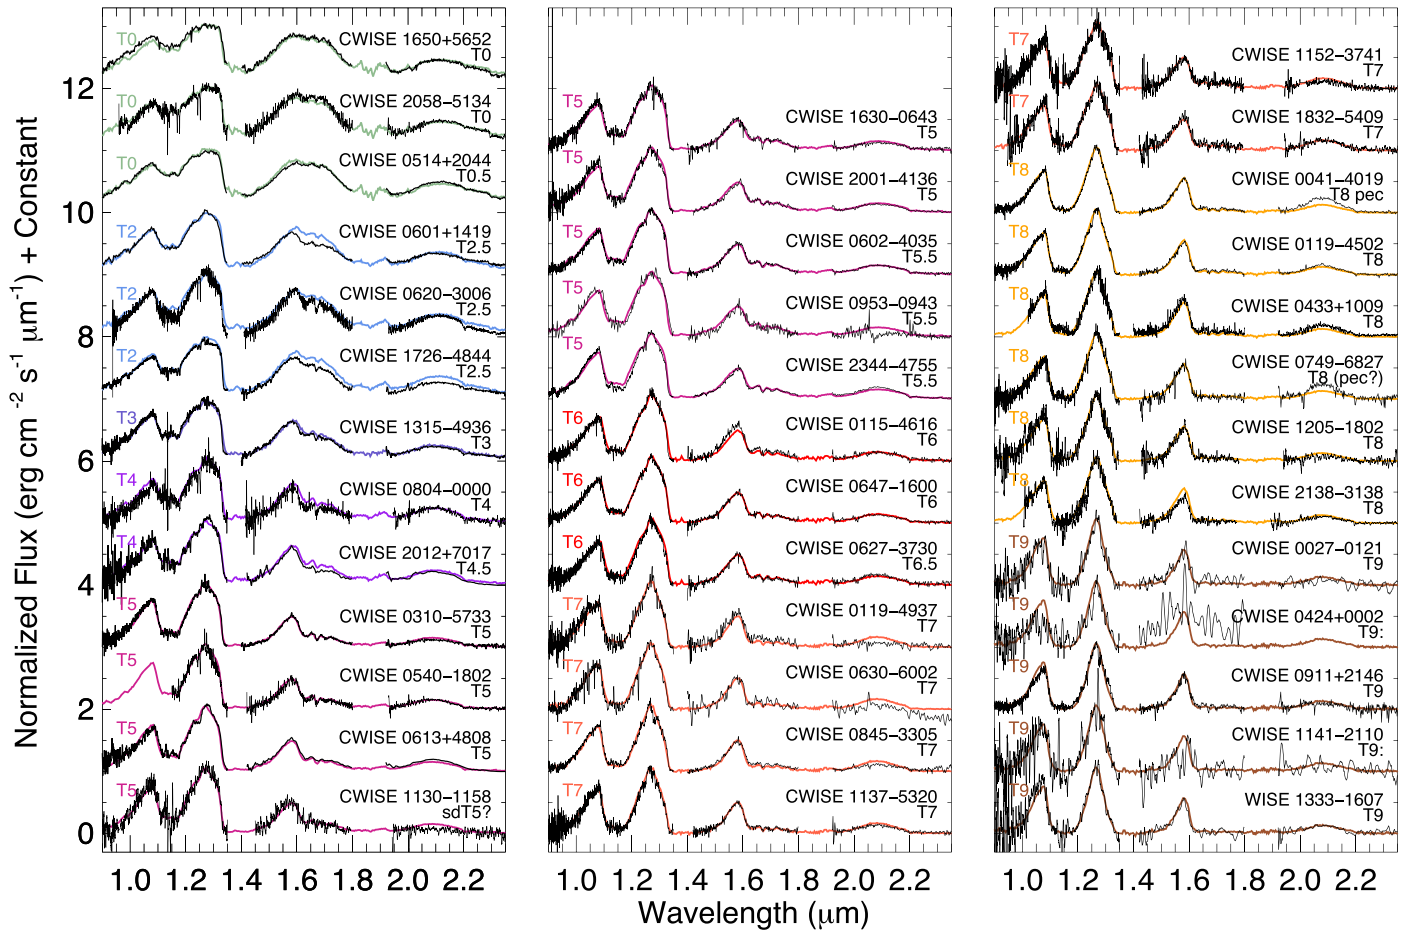 Normalized Flux (erg cm⁻² s⁻¹ μm⁻¹) + Constant
12
10
8
6
4
2
0
T0
CWISE 1650+5652
T0
T0
CWISE 2058−5134
T0
T0
CWISE 0514+2044
T0.5
T2
CWISE 0601+1419
T2.5
T2
CWISE 0620−3006
T2.5
T2
CWISE 1726−4844
T2.5
T3
CWISE 1315−4936
T3
T4
CWISE 0804−0000
T4
T4
CWISE 2012+7017
T4.5
T5
CWISE 0310−5733
T5
T5
CWISE 0540−1802
T5
T5
CWISE 0613+4808
T5
T5
CWISE 1130−1158
sdT5?
1.0 1.2 1.4 1.6 1.8 2.0 2.2
T5
CWISE 1630−0643
T5
T5
CWISE 2001−4136
T5
T5
CWISE 0602−4035
T5.5
T5
CWISE 0953−0943
T5.5
T5
CWISE 2344−4755
T5.5
T6
CWISE 0115−4616
T6
T6
CWISE 0647−1600
T6
T6
CWISE 0627−3730
T6.5
T7
CWISE 0119−4937
T7
T7
CWISE 0630−6002
T7
T7
CWISE 0845−3305
T7
T7
CWISE 1137−5320
T7
1.0 1.2 1.4 1.6 1.8 2.0 2.2
Wavelength (μm)
T7
CWISE 1152−3741
T7
T7
CWISE 1832−5409
T7
T8
CWISE 0041−4019
T8 pec
T8
CWISE 0119−4502
T8
T8
CWISE 0433+1009
T8
T8
CWISE 0749−6827
T8 (pec?)
T8
CWISE 1205−1802
T8
T8
CWISE 2138−3138
T8
T9
CWISE 0027−0121
T9
T9
CWISE 0424+0002
T9:
T9
CWISE 0911+2146
T9
T9
CWISE 1141−2110
T9:
T9
WISE 1333−1607
T9
1.0 1.2 1.4 1.6 1.8 2.0 2.2